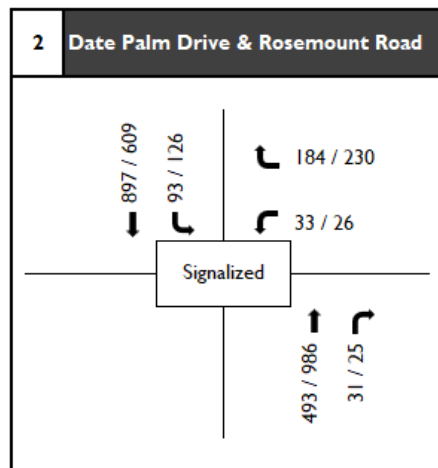 2 Date Palm Drive & Rosemount Road
897 / 609
93 / 126
184 / 230
33 / 26
Signalized
493 / 986
31 / 25